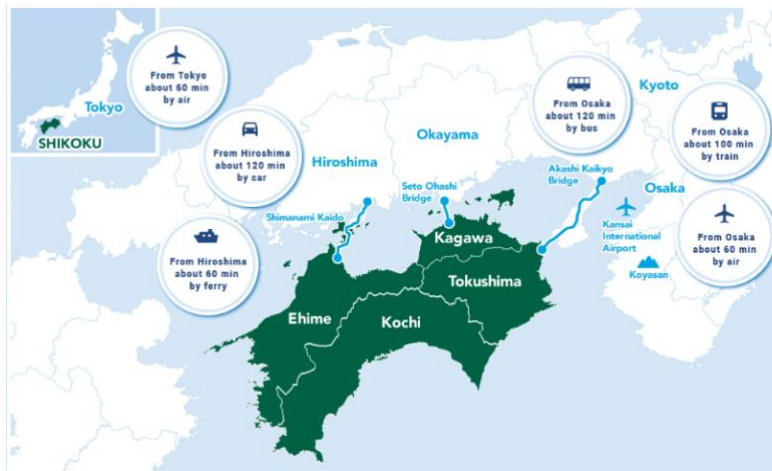 Tokyo
SHIKOKU
From Tokyo
about 60 min
by air
From Hiroshima
about 120 min
by car
From Hiroshima
about 60 min
by ferry
Hiroshima
Okayama
Shimanami Kaido
Seto Ohashi
Bridge
From Osaka
about 120 min
by bus
Kyoto
From Osaka
about 100 min
by train
Akashi Kaikyo
Bridge
Osaka
Kansai
International
Airport
Koyasan
From Osaka
about 60 min
by air
Kagawa
Tokushima
Ehime
Kochi